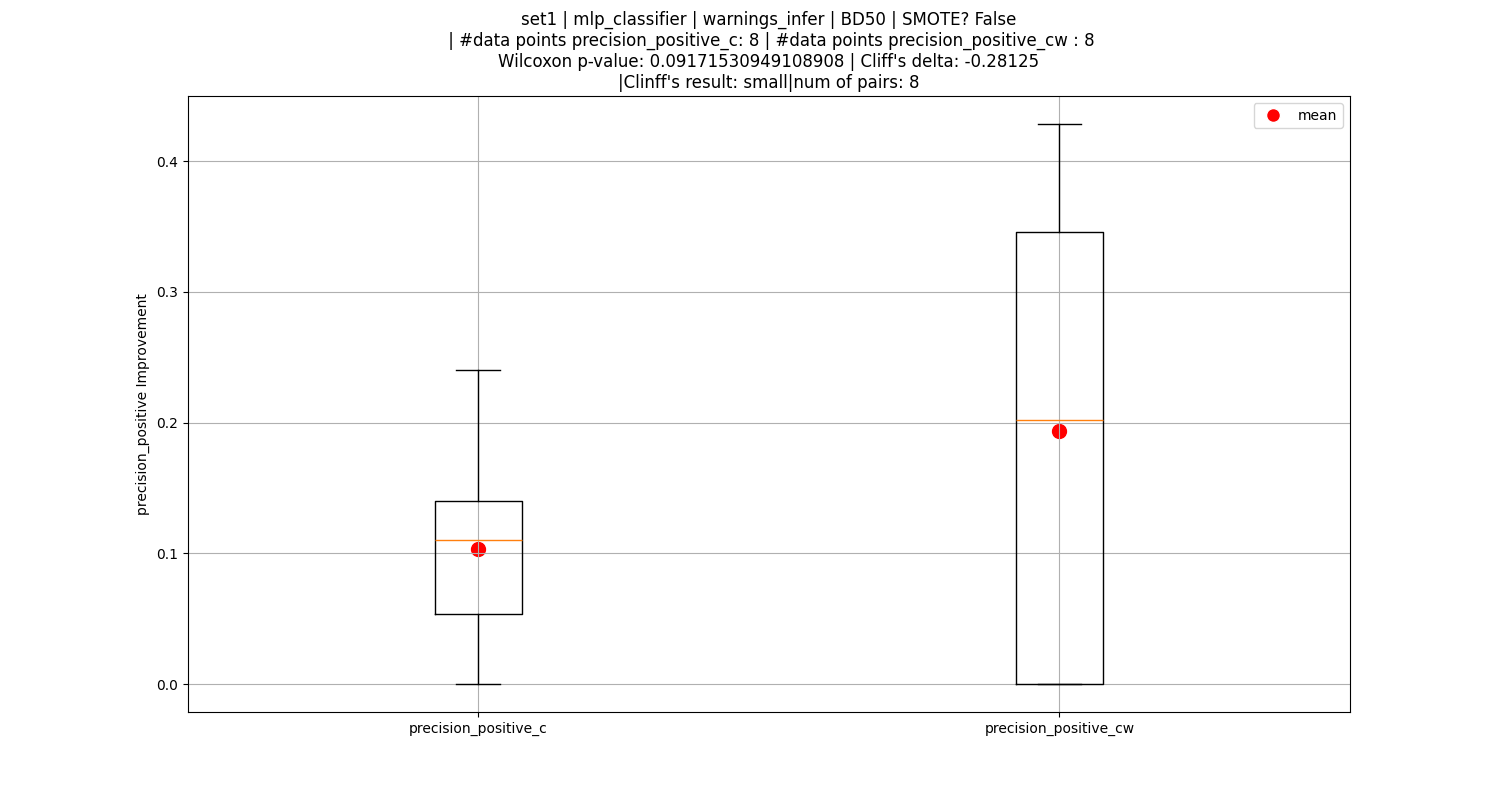 set1 | mlp_classifier | warnings_infer | BD50 | SMOTE? False
| #data points precision_positive_c: 8 | #data points precision_positive_cw : 8
Wilcoxon p-value: 0.09171530949108908 | Cliff's delta: -0.28125
|Clinff's result: small|num of pairs: 8
mean
0.4
0.3
0.2
0.1
0.0
precision_positive Improvement
precision_positive_c
precision_positive_cw